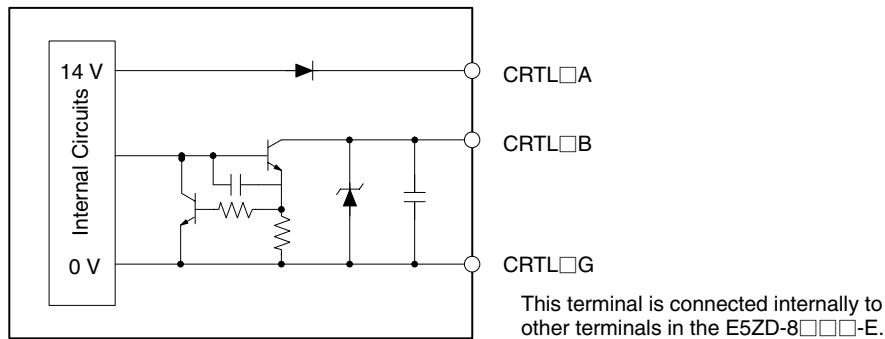 14 V
Internal Circuits
0 V
CRTL□A
CRTL□B
CRTL□G
This terminal is connected internally to
other terminals in the E5ZD-8□□□-E.